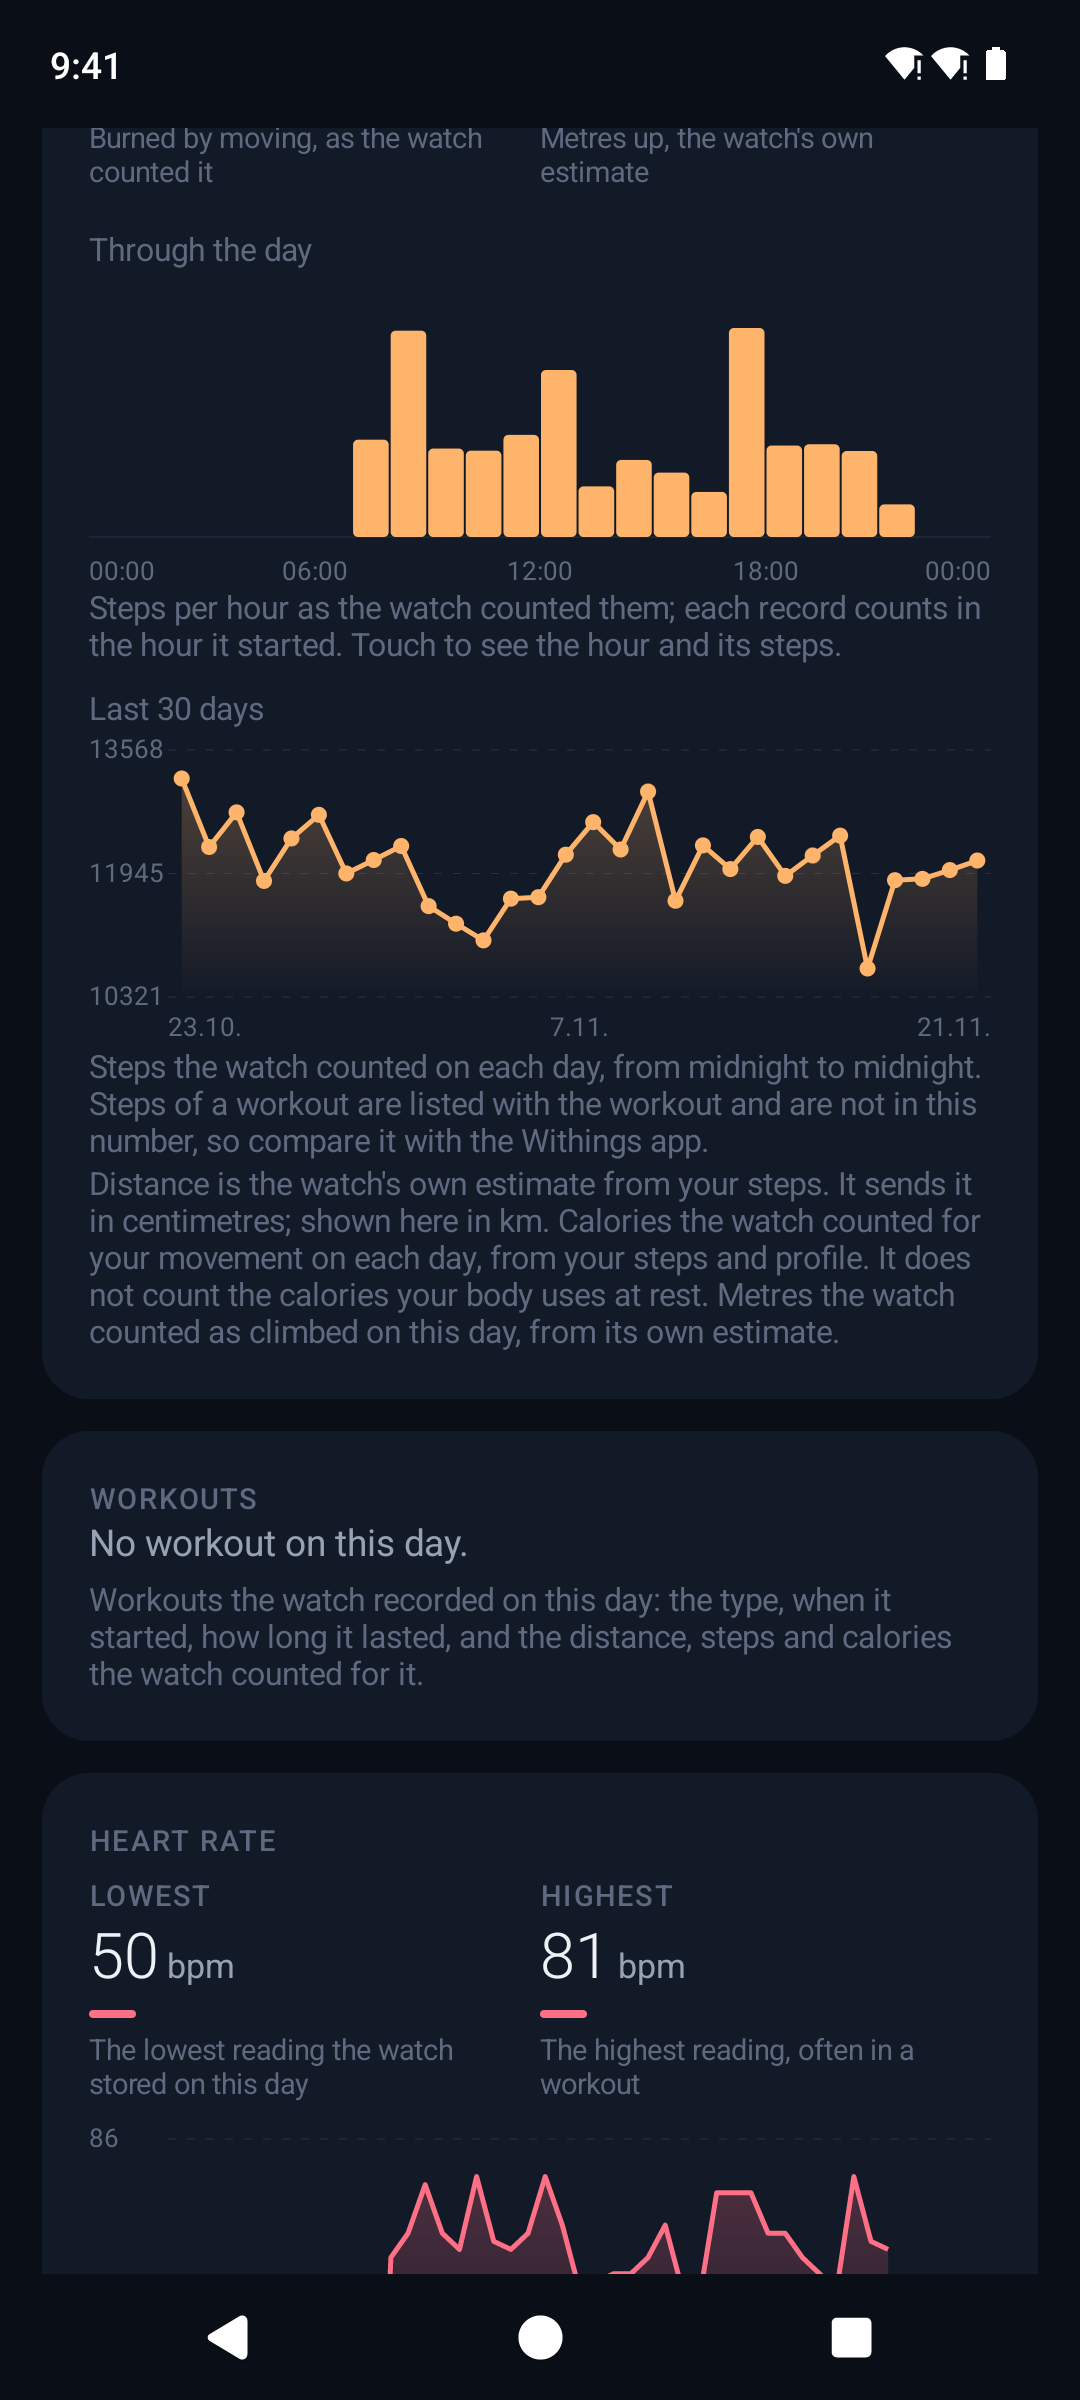 9:41
Burned by moving, as the watch counted it
Metres up, the watch's own estimate
Through the day
00:00 06:00 12:00 18:00 00:00
Steps per hour as the watch counted them; each record counts in
the hour it started. Touch to see the hour and its steps.
Last 30 days
13568
11945
10321
23.10. 7.11. 21.11.
Steps the watch counted on each day, from midnight to midnight.
Steps of a workout are listed with the workout and are not in this
number, so compare it with the Withings app.
Distance is the watch's own estimate from your steps. It sends it
in centimetres; shown here in km. Calories the watch counted for
your movement on each day, from your steps and profile. It does
not count the calories your body uses at rest. Metres the watch
counted as climbed on this day, from its own estimate.
WORKOUTS
No workout on this day.
Workouts the watch recorded on this day: the type, when it
started, how long it lasted, and the distance, steps and calories
the watch counted for it.
HEART RATE
LOWEST
50 bpm
The lowest reading the watch
stored on this day
HIGHEST
81 bpm
The highest reading, often in a
workout
86